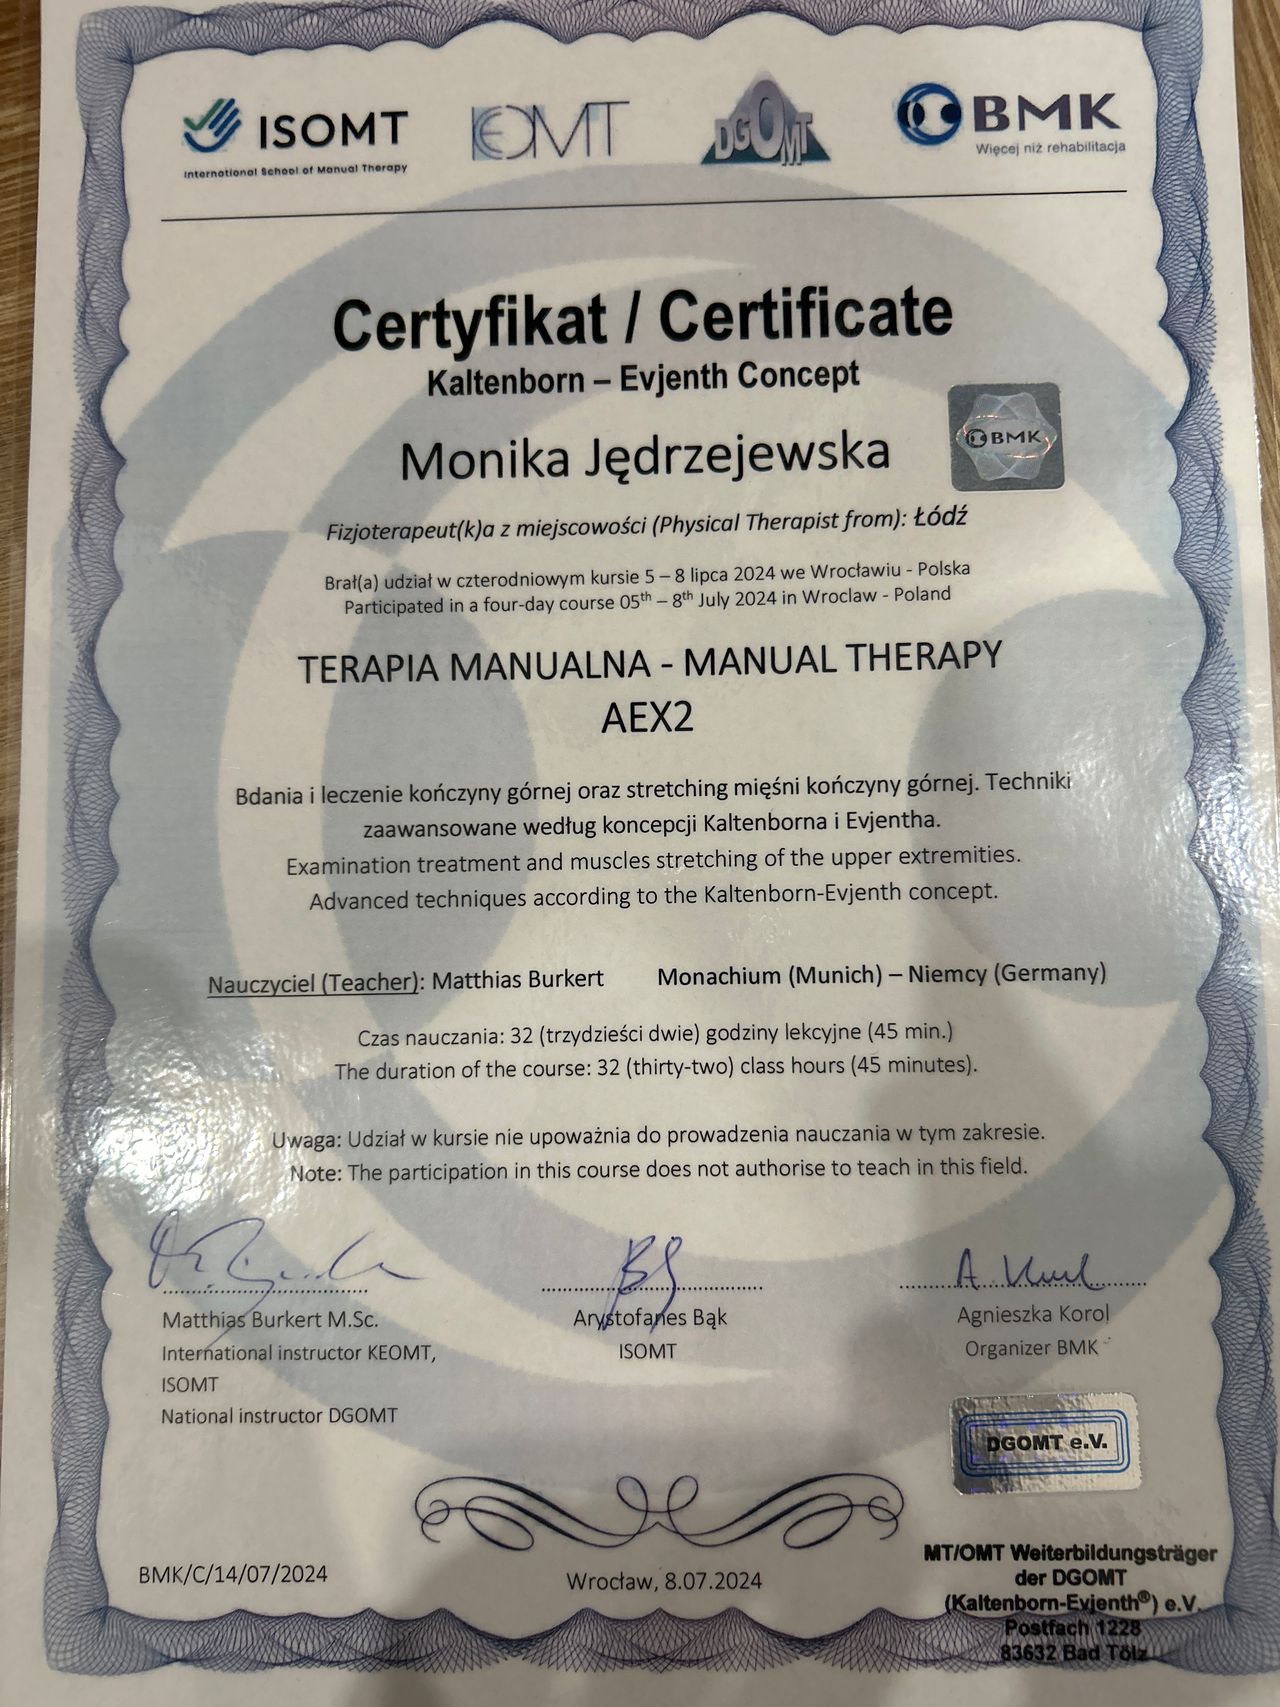 ISOMT
International School of Manual Therapy
KEOMT
DGOMT
BMK
Więcej niż rehabilitacja
Certyfikat / Certificate
Kaltenborn – Evjenth Concept
BMK
Monika Jędrzejewska
Fizjoterapeut(k)a z miejscowości (Physical Therapist from): Łódź
Brał(a) udział w czterodniowym kursie 5 – 8 lipca 2024 we Wrocławiu - Polska
Participated in a four-day course 05th – 8th July 2024 in Wroclaw - Poland
TERAPIA MANUALNA - MANUAL THERAPY
AEX2
Bdania i leczenie kończyny górnej oraz stretching mięśni kończyny górnej. Techniki
zaawansowane według koncepcji Kaltenborna i Evjentha.
Examination treatment and muscles stretching of the upper extremities.
Advanced techniques according to the Kaltenborn-Evjenth concept.
Nauczyciel (Teacher): Matthias Burkert Monachium (Munich) – Niemcy (Germany)
Czas nauczania: 32 (trzydzieści dwie) godziny lekcyjne (45 min.)
The duration of the course: 32 (thirty-two) class hours (45 minutes).
Uwaga: Udział w kursie nie upoważnia do prowadzenia nauczania w tym zakresie.
Note: The participation in this course does not authorise to teach in this field.
Matthias Burkert M.Sc.
International instructor KEOMT,
ISOMT
National instructor DGOMT
Arystofanes Bąk
ISOMT
Agnieszka Korol
Organizer BMK
DGOMT e.V.
BMK/C/14/07/2024
Wrocław, 8.07.2024
MT/OMT Weiterbildungsträger
der DGOMT
(Kaltenborn-Evjenth®) e.V.
Postfach 1228
83632 Bad Tölz